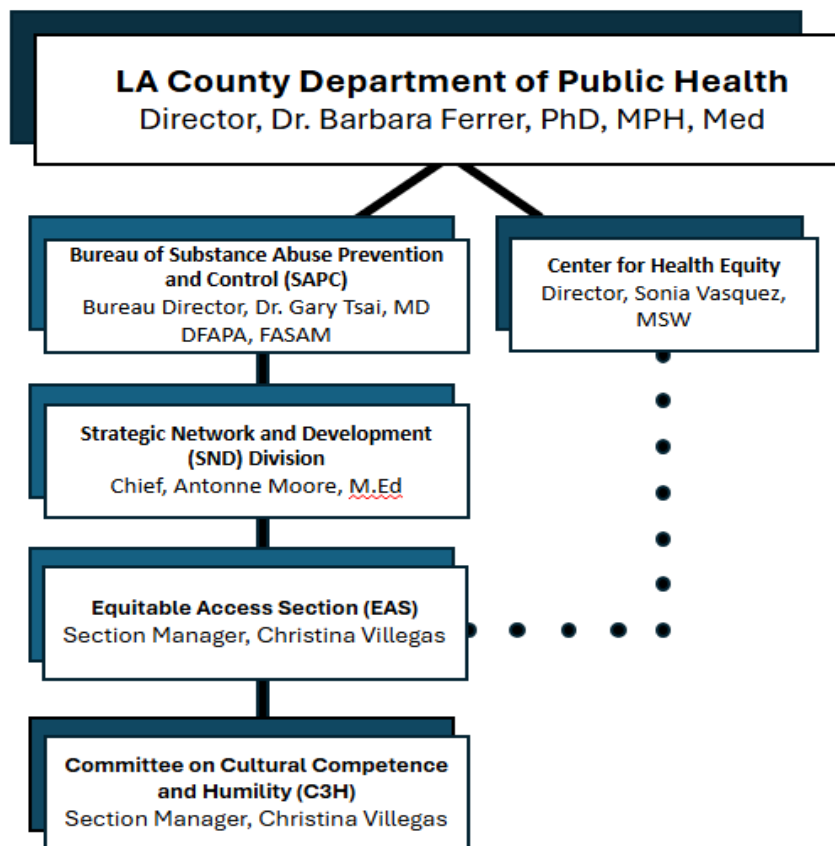 LA County Department of Public Health
Director, Dr. Barbara Ferrer, PhD, MPH, Med
Bureau of Substance Abuse Prevention
and Control (SAPC)
Bureau Director, Dr. Gary Tsai, MD
DFAPA, FASAM
Center for Health Equity
Director, Sonia Vasquez,
MSW
Strategic Network and Development
(SND) Division
Chief, Antonne Moore, M.Ed
Equitable Access Section (EAS)
Section Manager, Christina Villegas
Committee on Cultural Competence
and Humility (C3H)
Section Manager, Christina Villegas